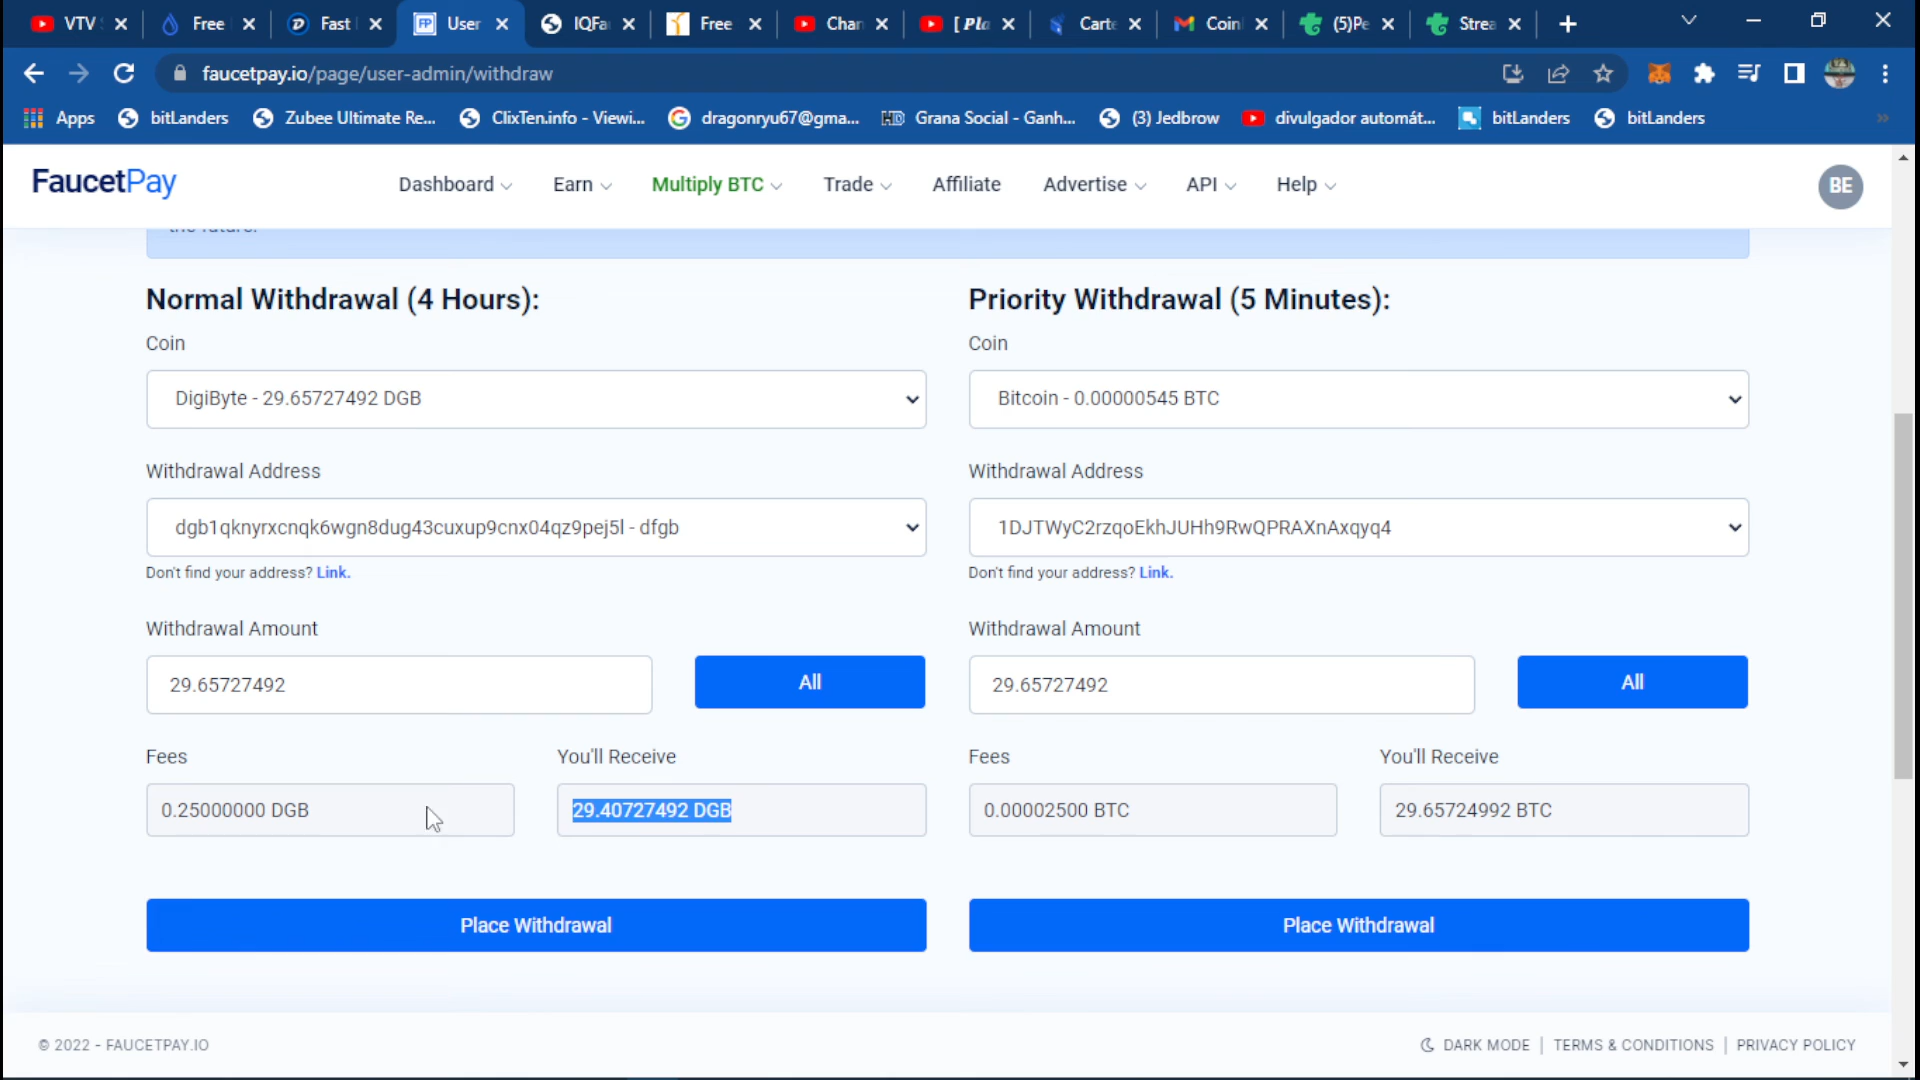 VTV
Free
Fast
User
IQFa
Free
Chan
[ Pla
Carte
Coin
(5)Pe
Strea
faucetpay.io/page/user-admin/withdraw
Apps
bitLanders
Zubee Ultimate Re...
ClixTen.info - Viewi...
dragonryu67@gma...
Grana Social - Ganh...
(3) Jedbrow
divulgador automát...
bitLanders
bitLanders
FaucetPay
Dashboard
Earn
Multiply BTC
Trade
Affiliate
Advertise
API
Help
BE
the future.
Normal Withdrawal (4 Hours):
Coin
DigiByte - 29.65727492 DGB
Withdrawal Address
dgb1qknyrxcnqk6wgn8dug43cuxup9cnx04qz9pej5l - dfgb
Don't find your address? Link.
Withdrawal Amount
29.65727492
All
Fees
You'll Receive
0.25000000 DGB
29.40727492 DGB
Place Withdrawal
Priority Withdrawal (5 Minutes):
Coin
Bitcoin - 0.00000545 BTC
Withdrawal Address
1DJTWyC2rzqoEkhJUHh9RwQPRAXnAxqyq4
Don't find your address? Link.
Withdrawal Amount
29.65727492
All
Fees
You'll Receive
0.00002500 BTC
29.65724992 BTC
Place Withdrawal
© 2022 - FAUCETPAY.IO
DARK MODE | TERMS & CONDITIONS | PRIVACY POLICY